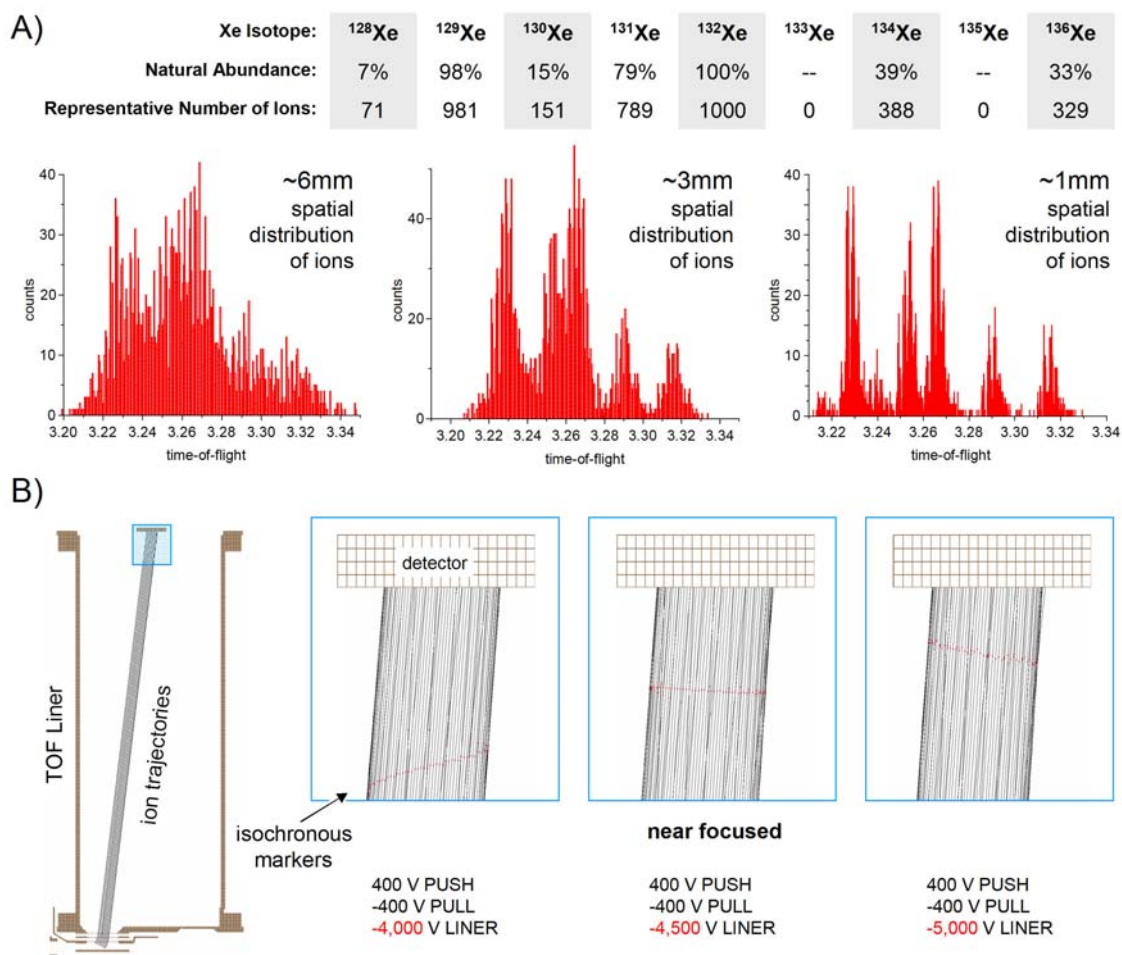 A)
Xe Isotope: ¹²⁸Xe ¹²⁹Xe ¹³⁰Xe ¹³¹Xe ¹³²Xe ¹³³Xe ¹³⁴Xe ¹³⁵Xe ¹³⁶Xe
Natural Abundance: 7% 98% 15% 79% 100% -- 39% -- 33%
Representative Number of Ions: 71 981 151 789 1000 0 388 0 329
~6mm
spatial
distribution
of ions
counts
40
30
20
10
0
3.20 3.22 3.24 3.26 3.28 3.30 3.32 3.34
time-of-flight
~3mm
spatial
distribution
of ions
counts
40
20
0
3.20 3.22 3.24 3.26 3.28 3.30 3.32 3.34
time-of-flight
~1mm
spatial
distribution
of ions
counts
40
30
20
10
0
3.22 3.24 3.26 3.28 3.30 3.32 3.34
time-of-flight
B)
TOF Liner
ion trajectories
detector
isochronous
markers
near focused
400 V PUSH
-400 V PULL
-4,000 V LINER
400 V PUSH
-400 V PULL
-4,500 V LINER
400 V PUSH
-400 V PULL
-5,000 V LINER